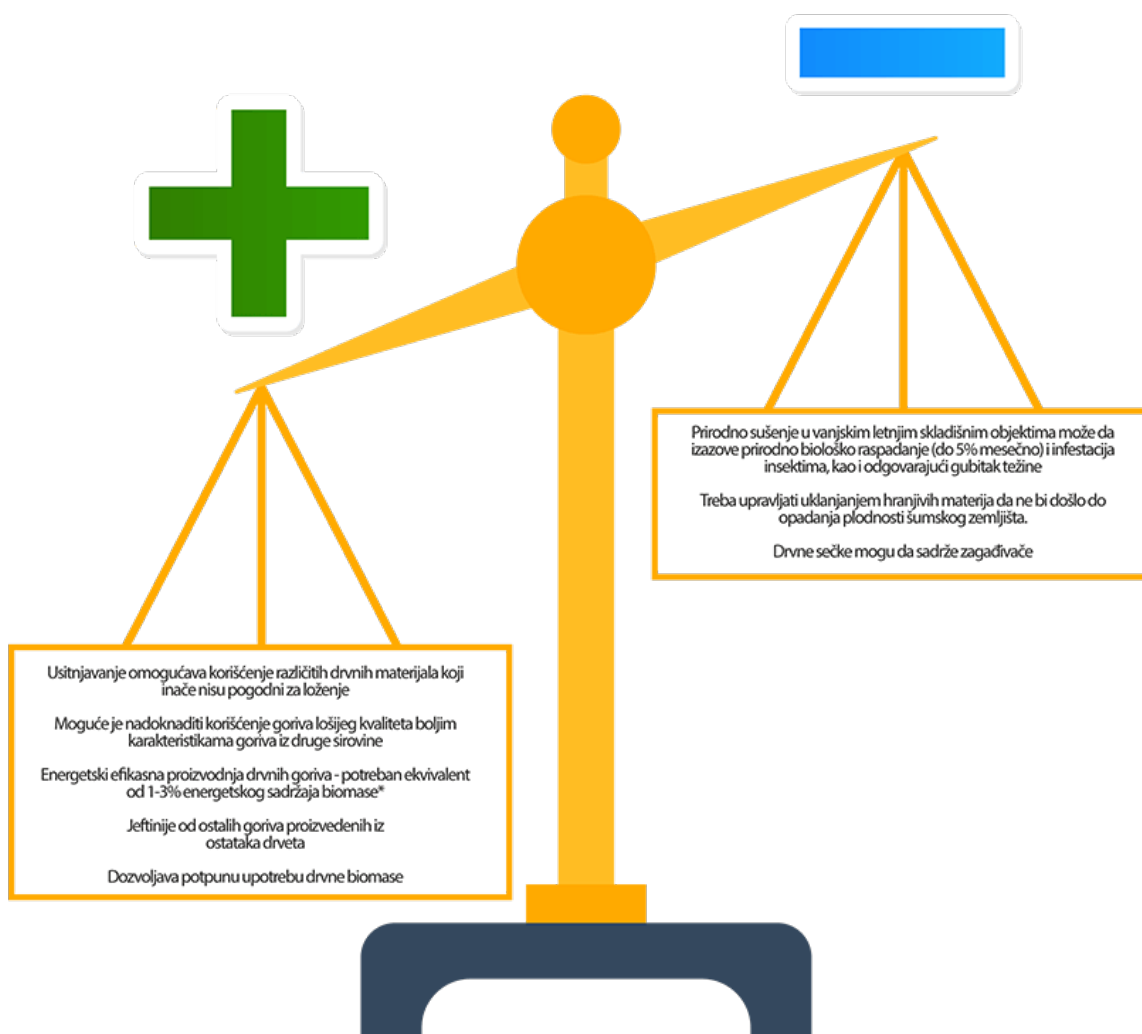 Prirodno sušenje u vanjskim letnjim skladišnim objektima može da
izazove prirodno biološko raspadanje (do 5% mesečno) i infestacija
insektima, kao i odgovarajući gubitak težine
Treba upravljati uklanjanjem hranjivih materija da ne bi došlo do
opadanja plodnosti šumskog zemljišta.
Drvne sečke mogu da sadrže zagađivače
Usitnjavanje omogućava korišćenje različitih drvnih materijala koji
inače nisu pogodni za loženje
Moguće je nadoknaditi korišćenje goriva lošijeg kvaliteta boljim
karakteristikama goriva iz druge sirovine
Energetski efikasna proizvodnja drvnih goriva - potreban ekvivalent
od 1-3% energetskog sadržaja biomase*
Jeftinije od ostalih goriva proizvedenih iz
ostataka drveta
Dozvoljava potpunu upotrebu drvne biomase